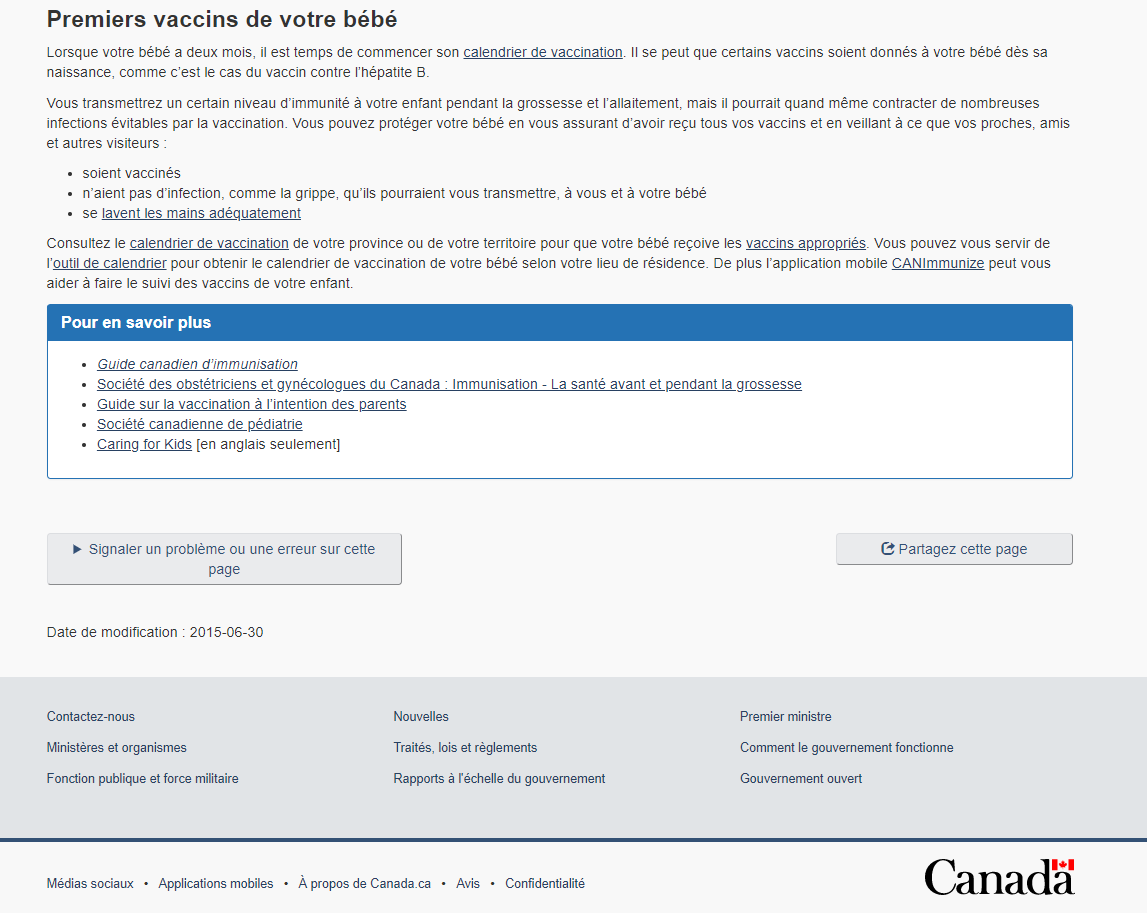 Premiers vaccins de votre bébé
Lorsque votre bébé a deux mois, il est temps de commencer son calendrier de vaccination. Il se peut que certains vaccins soient donnés à votre bébé dès sa
naissance, comme c’est le cas du vaccin contre l’hépatite B.
Vous transmettrez un certain niveau d’immunité à votre enfant pendant la grossesse et l’allaitement, mais il pourrait quand même contracter de nombreuses
infections évitables par la vaccination. Vous pouvez protéger votre bébé en vous assurant d’avoir reçu tous vos vaccins et en veillant à ce que vos proches, amis
et autres visiteurs :
• soient vaccinés
• n’aient pas d’infection, comme la grippe, qu’ils pourraient vous transmettre, à vous et à votre bébé
• se lavent les mains adéquatement
Consultez le calendrier de vaccination de votre province ou de votre territoire pour que votre bébé reçoive les vaccins appropriés. Vous pouvez vous servir de
l’outil de calendrier pour obtenir le calendrier de vaccination de votre bébé selon votre lieu de résidence. De plus l’application mobile CANImmunize peut vous
aider à faire le suivi des vaccins de votre enfant.
Pour en savoir plus
• Guide canadien d’immunisation
• Société des obstétriciens et gynécologues du Canada : Immunisation - La santé avant et pendant la grossesse
• Guide sur la vaccination à l’intention des parents
• Société canadienne de pédiatrie
• Caring for Kids [en anglais seulement]
▶ Signaler un problème ou une erreur sur cette
page
Partagez cette page
Date de modification : 2015-06-30
Contactez-nous
Ministères et organismes
Fonction publique et force militaire
Nouvelles
Traités, lois et règlements
Rapports à l'échelle du gouvernement
Premier ministre
Comment le gouvernement fonctionne
Gouvernement ouvert
Médias sociaux • Applications mobiles • À propos de Canada.ca • Avis • Confidentialité
Canada